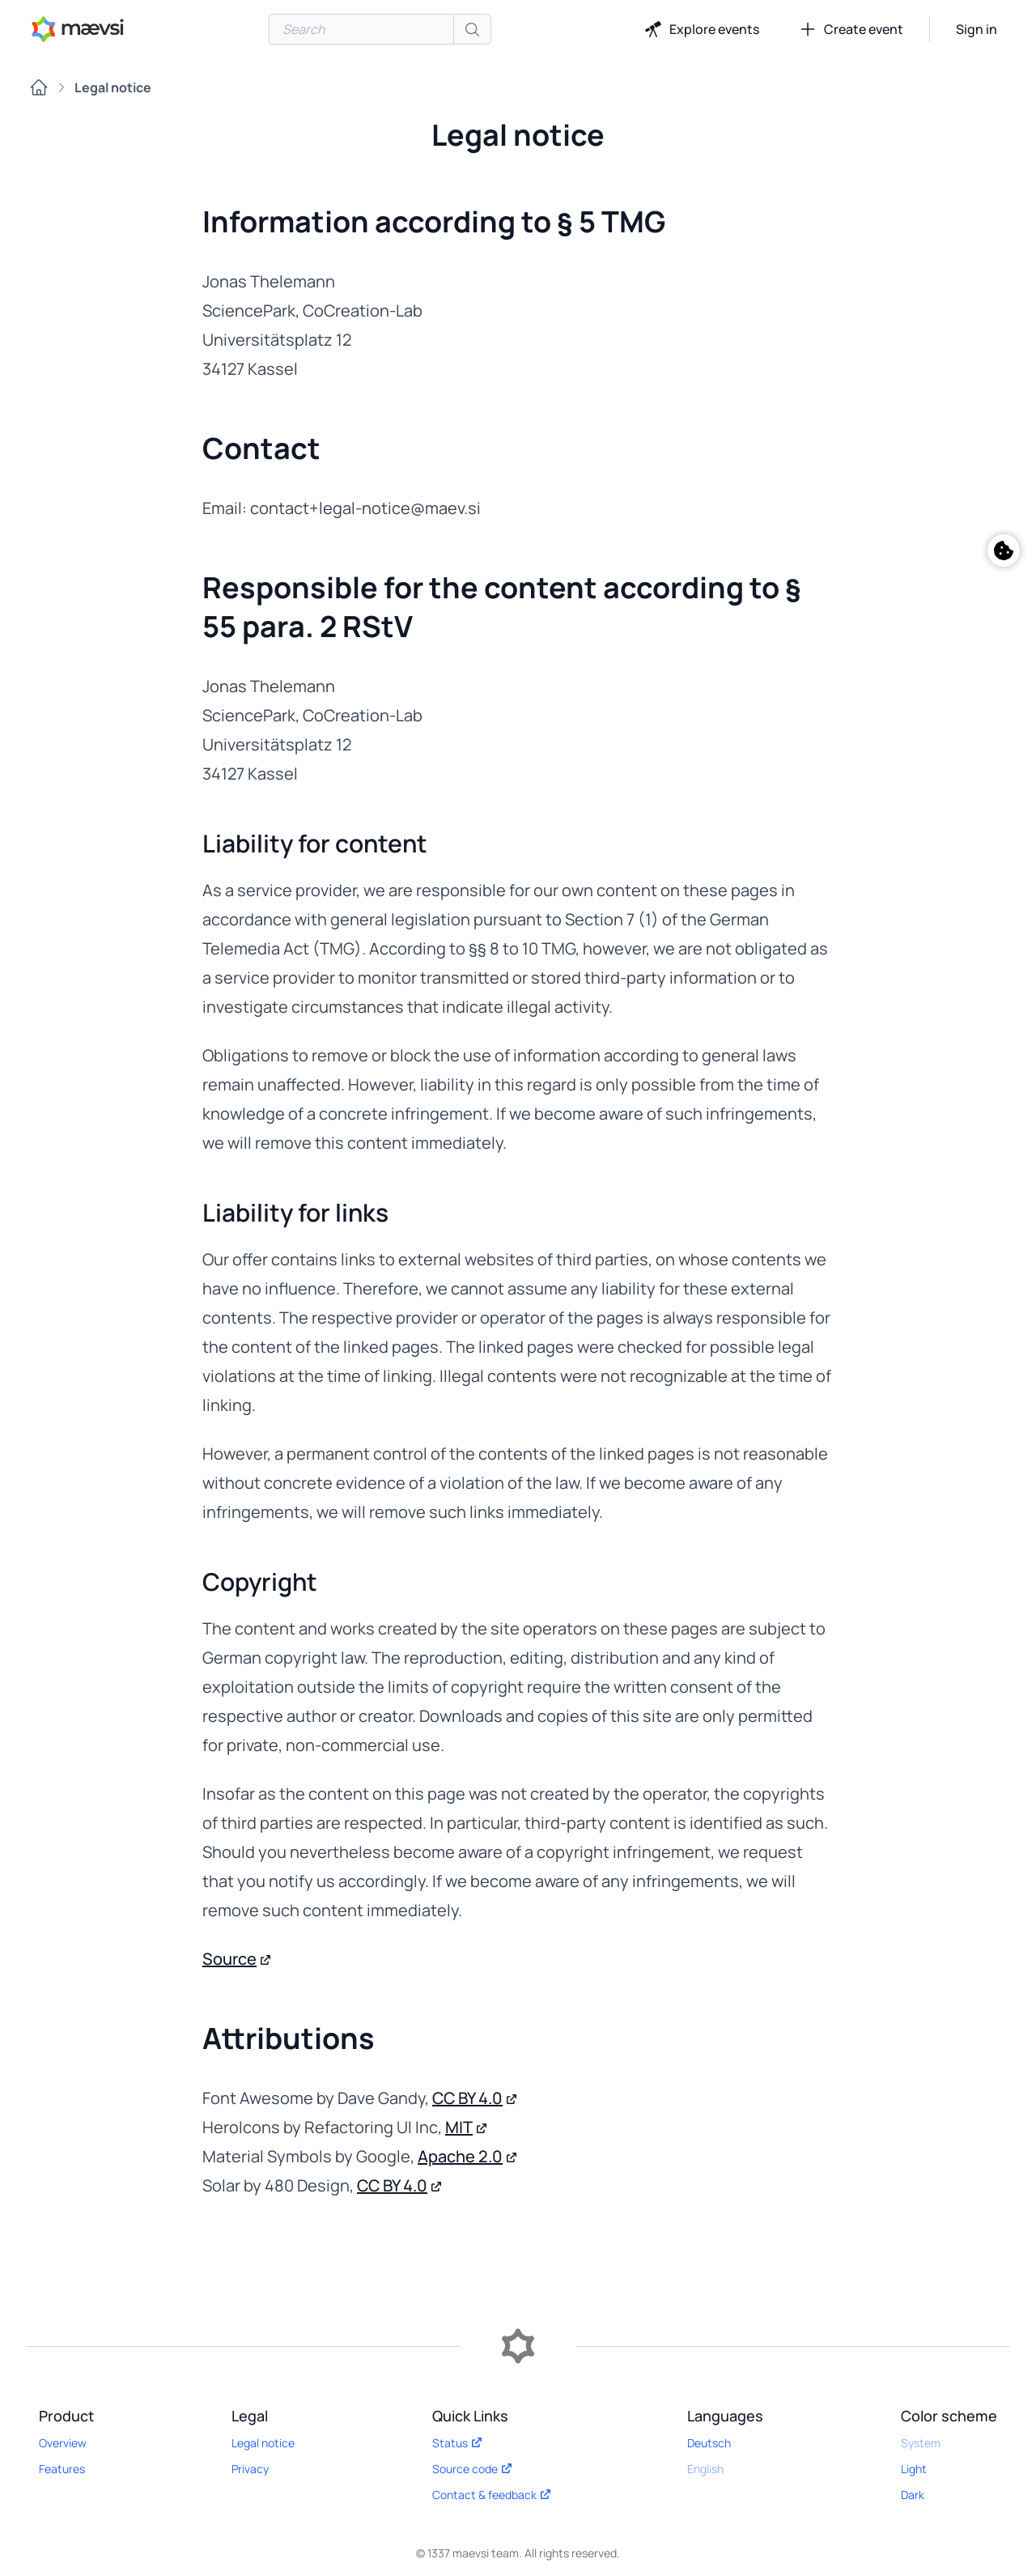 mævsi
Search
Explore events
Create event
Sign in
Legal notice
Legal notice
Information according to § 5 TMG
Jonas Thelemann
SciencePark, CoCreation-Lab
Universitätsplatz 12
34127 Kassel
Contact
Email: contact+legal-notice@maev.si
Responsible for the content according to §
55 para. 2 RStV
Jonas Thelemann
SciencePark, CoCreation-Lab
Universitätsplatz 12
34127 Kassel
Liability for content
As a service provider, we are responsible for our own content on these pages in
accordance with general legislation pursuant to Section 7 (1) of the German
Telemedia Act (TMG). According to §§ 8 to 10 TMG, however, we are not obligated as
a service provider to monitor transmitted or stored third-party information or to
investigate circumstances that indicate illegal activity.
Obligations to remove or block the use of information according to general laws
remain unaffected. However, liability in this regard is only possible from the time of
knowledge of a concrete infringement. If we become aware of such infringements,
we will remove this content immediately.
Liability for links
Our offer contains links to external websites of third parties, on whose contents we
have no influence. Therefore, we cannot assume any liability for these external
contents. The respective provider or operator of the pages is always responsible for
the content of the linked pages. The linked pages were checked for possible legal
violations at the time of linking. Illegal contents were not recognizable at the time of
linking.
However, a permanent control of the contents of the linked pages is not reasonable
without concrete evidence of a violation of the law. If we become aware of any
infringements, we will remove such links immediately.
Copyright
The content and works created by the site operators on these pages are subject to
German copyright law. The reproduction, editing, distribution and any kind of
exploitation outside the limits of copyright require the written consent of the
respective author or creator. Downloads and copies of this site are only permitted
for private, non-commercial use.
Insofar as the content on this page was not created by the operator, the copyrights
of third parties are respected. In particular, third-party content is identified as such.
Should you nevertheless become aware of a copyright infringement, we request
that you notify us accordingly. If we become aware of any infringements, we will
remove such content immediately.
Source
Attributions
Font Awesome by Dave Gandy, CC BY 4.0
HeroIcons by Refactoring UI Inc, MIT
Material Symbols by Google, Apache 2.0
Solar by 480 Design, CC BY 4.0
Product
Overview
Features
Legal
Legal notice
Privacy
Quick Links
Status
Source code
Contact & feedback
Languages
Deutsch
English
Color scheme
System
Light
Dark
© 1337 maevsi team. All rights reserved.